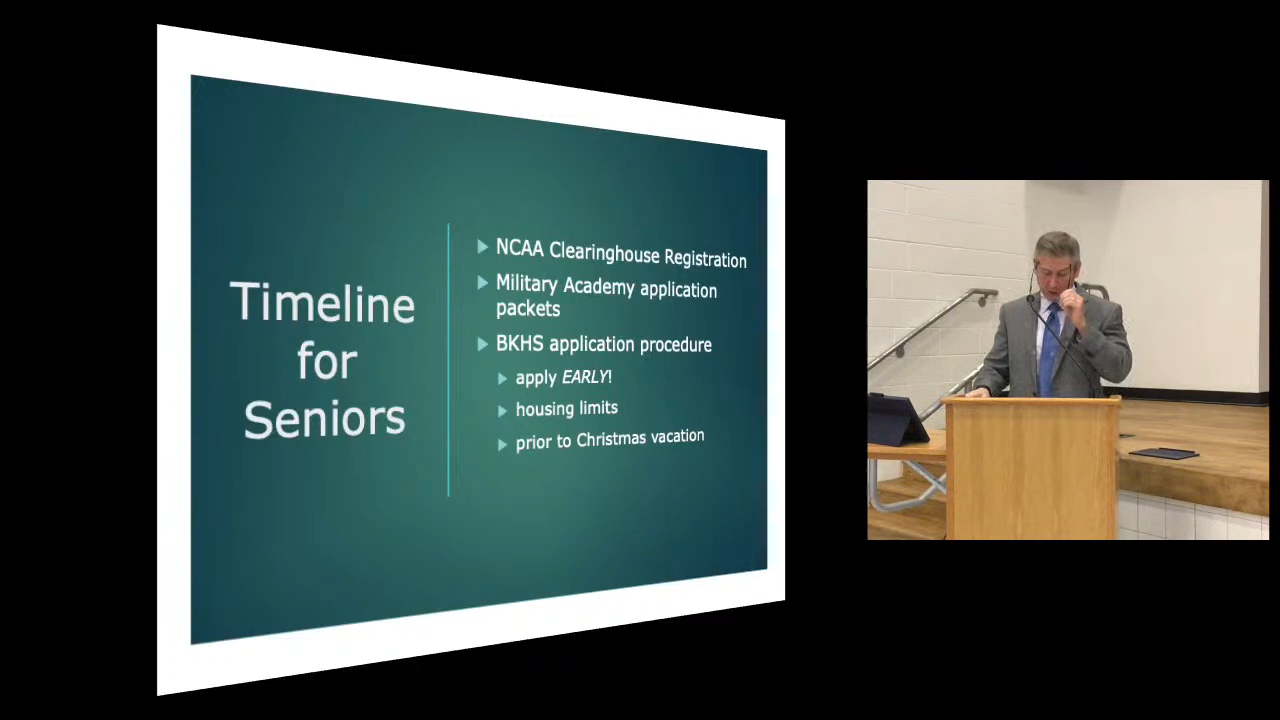 Timeline
for
Seniors
NCAA Clearinghouse Registration
Military Academy application
packets
BKHS application procedure
apply EARLY!
housing limits
prior to Christmas vacation